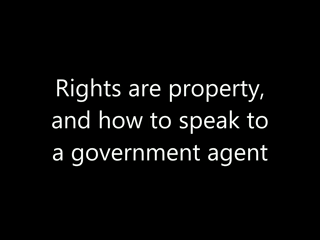 Rights are property,
and how to speak to
a government agent